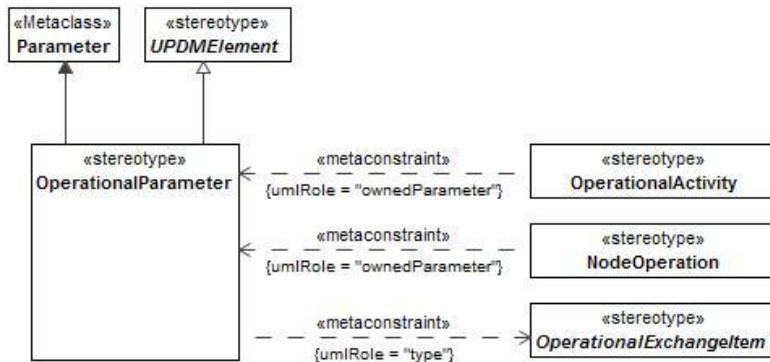 «Metaclass»
Parameter
«stereotype»
UPDMElement
«stereotype»
OperationalParameter
«metaconstraint»
{umlRole = "ownedParameter"}
«stereotype»
OperationalActivity
«metaconstraint»
{umlRole = "ownedParameter"}
«stereotype»
NodeOperation
«metaconstraint»
{umlRole = "type"}
«stereotype»
OperationalExchangeItem